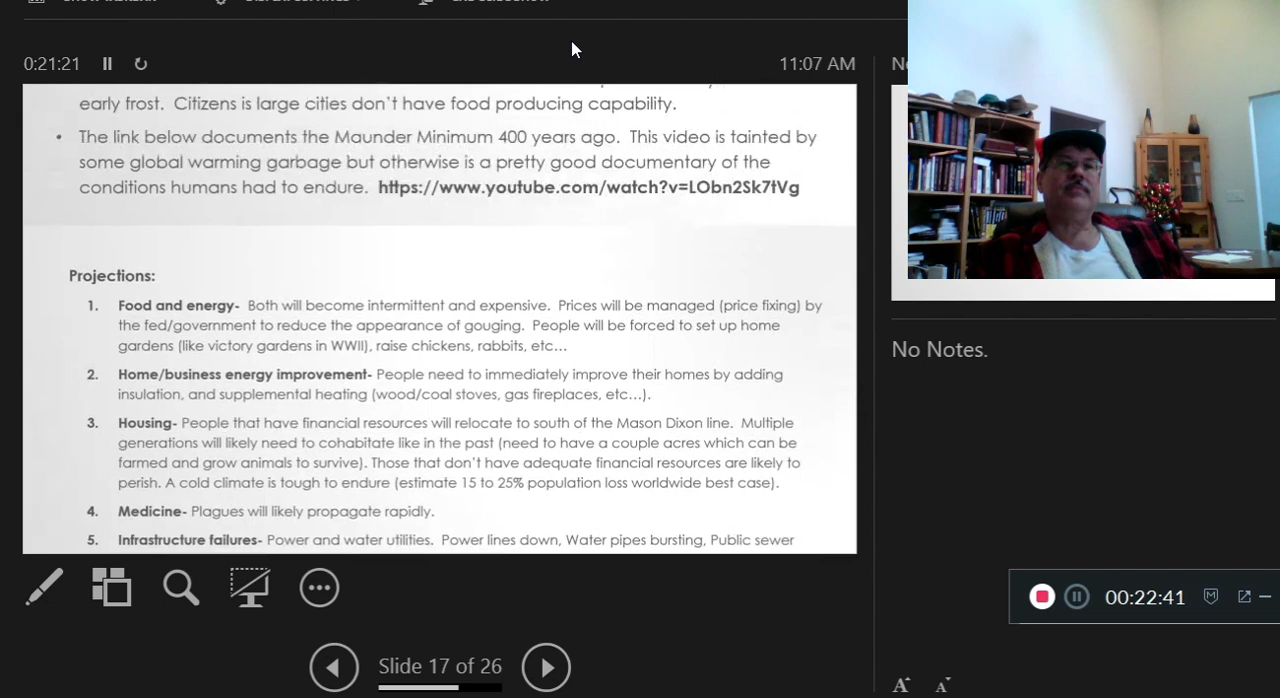 0:21:21
11:07 AM
early frost. Citizens is large cities don't have food producing capability.
• The link below documents the Maunder Minimum 400 years ago. This video is tainted by
some global warming garbage but otherwise is a pretty good documentary of the
conditions humans had to endure. https://www.youtube.com/watch?v=LObn2Sk7tVg
Projections:
1. Food and energy- Both will become intermittent and expensive. Prices will be managed (price fixing) by
the fed/government to reduce the appearance of gouging. People will be forced to set up home
gardens (like victory gardens in WWII), raise chickens, rabbits, etc...
2. Home/business energy improvement- People need to immediately improve their homes by adding
insulation, and supplemental heating (wood/coal stoves, gas fireplaces, etc...).
3. Housing- People that have financial resources will relocate to south of the Mason Dixon line. Multiple
generations will likely need to cohabitate like in the past (need to have a couple acres which can be
farmed and grow animals to survive). Those that don't have adequate financial resources are likely to
perish. A cold climate is tough to endure (estimate 15 to 25% population loss worldwide best case).
4. Medicine- Plagues will likely propagate rapidly.
5. Infrastructure failures- Power and water utilities. Power lines down, Water pipes bursting, Public sewer
Slide 17 of 26
No Notes.
00:22:41
A A